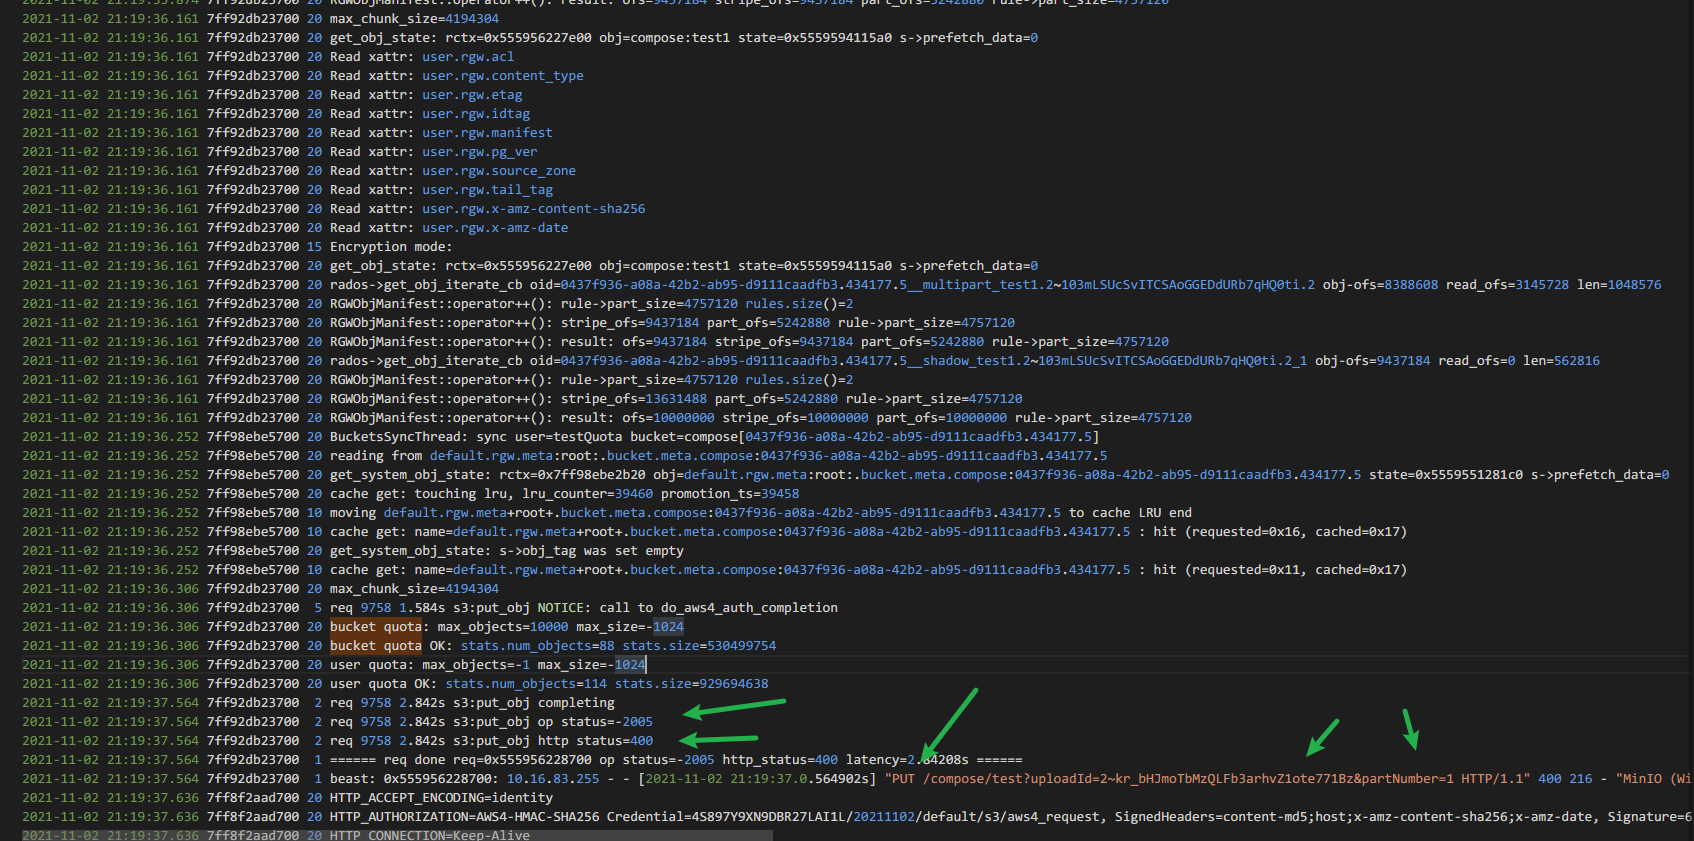 2021-11-02 21:19:35.874 7ff92db23700 20 RGWObjManifest::operator++(): result: ofs=9437184 stripe_ofs=9437184 part_ofs=5242880 rule->part_size=4757120
2021-11-02 21:19:36.161 7ff92db23700 20 max_chunk_size=4194304
2021-11-02 21:19:36.161 7ff92db23700 20 get_obj_state: rctx=0x555956227e00 obj=compose:test1 state=0x5559594115a0 s->prefetch_data=0
2021-11-02 21:19:36.161 7ff92db23700 20 Read xattr: user.rgw.acl
2021-11-02 21:19:36.161 7ff92db23700 20 Read xattr: user.rgw.content_type
2021-11-02 21:19:36.161 7ff92db23700 20 Read xattr: user.rgw.etag
2021-11-02 21:19:36.161 7ff92db23700 20 Read xattr: user.rgw.idtag
2021-11-02 21:19:36.161 7ff92db23700 20 Read xattr: user.rgw.manifest
2021-11-02 21:19:36.161 7ff92db23700 20 Read xattr: user.rgw.pg_ver
2021-11-02 21:19:36.161 7ff92db23700 20 Read xattr: user.rgw.source_zone
2021-11-02 21:19:36.161 7ff92db23700 20 Read xattr: user.rgw.tail_tag
2021-11-02 21:19:36.161 7ff92db23700 20 Read xattr: user.rgw.x-amz-content-sha256
2021-11-02 21:19:36.161 7ff92db23700 20 Read xattr: user.rgw.x-amz-date
2021-11-02 21:19:36.161 7ff92db23700 15 Encryption mode:
2021-11-02 21:19:36.161 7ff92db23700 20 get_obj_state: rctx=0x555956227e00 obj=compose:test1 state=0x5559594115a0 s->prefetch_data=0
2021-11-02 21:19:36.161 7ff92db23700 20 rados->get_obj_iterate_cb oid=0437f936-a08a-42b2-ab95-d9111caadfb3.434177.5__multipart_test1.2~103mLSUcSvITCSAoGGEDdURb7qHQ0ti.2 obj-ofs=8388608 read_ofs=3145728 len=1048576
2021-11-02 21:19:36.161 7ff92db23700 20 RGWObjManifest::operator++(): rule->part_size=4757120 rules.size()=2
2021-11-02 21:19:36.161 7ff92db23700 20 RGWObjManifest::operator++(): stripe_ofs=9437184 part_ofs=5242880 rule->part_size=4757120
2021-11-02 21:19:36.161 7ff92db23700 20 RGWObjManifest::operator++(): result: ofs=9437184 stripe_ofs=9437184 part_ofs=5242880 rule->part_size=4757120
2021-11-02 21:19:36.161 7ff92db23700 20 rados->get_obj_iterate_cb oid=0437f936-a08a-42b2-ab95-d9111caadfb3.434177.5__shadow_test1.2~103mLSUcSvITCSAoGGEDdURb7qHQ0ti.2_1 obj-ofs=9437184 read_ofs=0 len=562816
2021-11-02 21:19:36.161 7ff92db23700 20 RGWObjManifest::operator++(): rule->part_size=4757120 rules.size()=2
2021-11-02 21:19:36.161 7ff92db23700 20 RGWObjManifest::operator++(): stripe_ofs=13631488 part_ofs=5242880 rule->part_size=4757120
2021-11-02 21:19:36.161 7ff92db23700 20 RGWObjManifest::operator++(): result: ofs=10000000 stripe_ofs=10000000 part_ofs=10000000 rule->part_size=4757120
2021-11-02 21:19:36.252 7ff98ebe5700 20 BucketsSyncThread: sync user=testQuota bucket=compose[0437f936-a08a-42b2-ab95-d9111caadfb3.434177.5]
2021-11-02 21:19:36.252 7ff98ebe5700 20 reading from default.rgw.meta:root:.bucket.meta.compose:0437f936-a08a-42b2-ab95-d9111caadfb3.434177.5
2021-11-02 21:19:36.252 7ff98ebe5700 20 get_system_obj_state: rctx=0x7ff98ebe2b20 obj=default.rgw.meta:root:.bucket.meta.compose:0437f936-a08a-42b2-ab95-d9111caadfb3.434177.5 state=0x5559551281c0 s->prefetch_data=0
2021-11-02 21:19:36.252 7ff98ebe5700 20 cache get: touching lru, lru_counter=39460 promotion_ts=39458
2021-11-02 21:19:36.252 7ff98ebe5700 10 moving default.rgw.meta+root+.bucket.meta.compose:0437f936-a08a-42b2-ab95-d9111caadfb3.434177.5 to cache LRU end
2021-11-02 21:19:36.252 7ff98ebe5700 10 cache get: name=default.rgw.meta+root+.bucket.meta.compose:0437f936-a08a-42b2-ab95-d9111caadfb3.434177.5 : hit (requested=0x16, cached=0x17)
2021-11-02 21:19:36.252 7ff98ebe5700 20 get_system_obj_state: s->obj_tag was set empty
2021-11-02 21:19:36.252 7ff98ebe5700 10 cache get: name=default.rgw.meta+root+.bucket.meta.compose:0437f936-a08a-42b2-ab95-d9111caadfb3.434177.5 : hit (requested=0x11, cached=0x17)
2021-11-02 21:19:36.306 7ff92db23700 20 max_chunk_size=4194304
2021-11-02 21:19:36.306 7ff92db23700 5 req 9758 1.584s s3:put_obj NOTICE: call to do_aws4_auth_completion
2021-11-02 21:19:36.306 7ff92db23700 20 bucket quota: max_objects=10000 max_size=-1024
2021-11-02 21:19:36.306 7ff92db23700 20 bucket quota OK: stats.num_objects=88 stats.size=530499754
2021-11-02 21:19:36.306 7ff92db23700 20 user quota: max_objects=-1 max_size=-1024
2021-11-02 21:19:36.306 7ff92db23700 20 user quota OK: stats.num_objects=114 stats.size=929694638
2021-11-02 21:19:37.564 7ff92db23700 2 req 9758 2.842s s3:put_obj completing
2021-11-02 21:19:37.564 7ff92db23700 2 req 9758 2.842s s3:put_obj op status=-2005
2021-11-02 21:19:37.564 7ff92db23700 2 req 9758 2.842s s3:put_obj http status=400
2021-11-02 21:19:37.564 7ff92db23700 1 ====== req done req=0x555956228700 op status=-2005 http_status=400 latency=2.84208s ======
2021-11-02 21:19:37.564 7ff92db23700 1 beast: 0x555956228700: 10.16.83.255 - - [2021-11-02 21:19:37.0.564902s] "PUT /compose/test?uploadId=2~kr_bHJmoTbMzQLFb3arhvZ1ote771Bz&partNumber=1 HTTP/1.1" 400 216 - "MinIO (Wi
2021-11-02 21:19:37.636 7ff8f2aad700 20 HTTP_ACCEPT_ENCODING=identity
2021-11-02 21:19:37.636 7ff8f2aad700 20 HTTP_AUTHORIZATION=AWS4-HMAC-SHA256 Credential=4S897Y9XN9DBR27LAI1L/20211102/default/s3/aws4_request, SignedHeaders=content-md5;host;x-amz-content-sha256;x-amz-date, Signature=6
2021-11-02 21:19:37.636 7ff8f2aad700 20 HTTP_CONNECTION=Keep-Alive